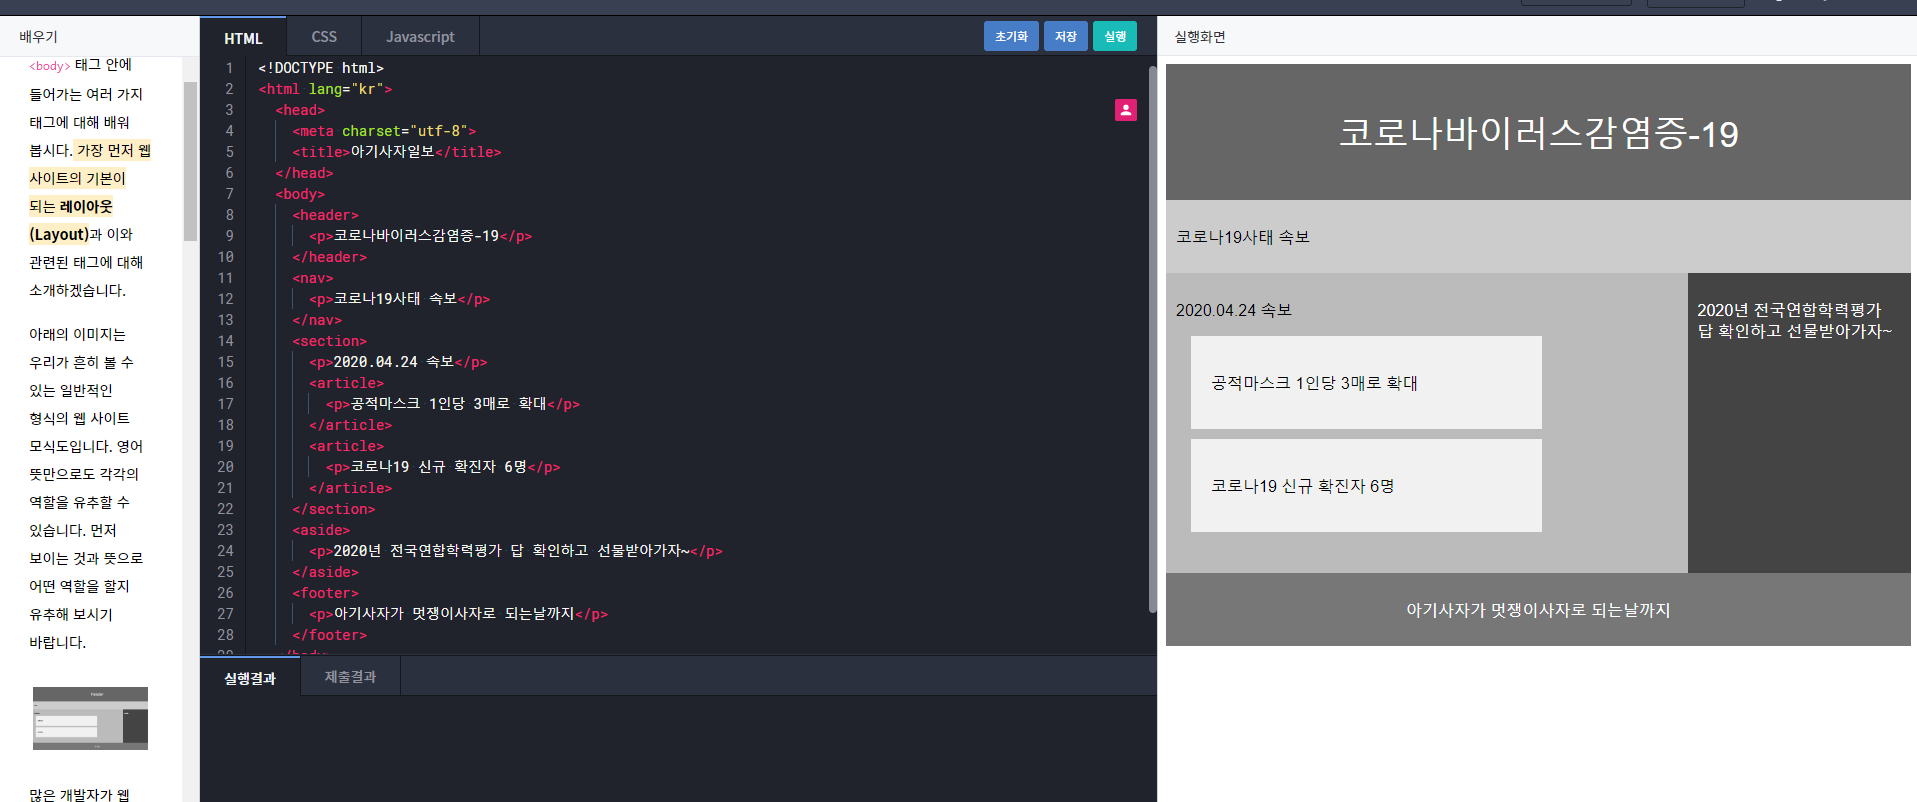 배우기
<body> 태그 안에
들어가는 여러 가지
태그에 대해 배워
봅시다. 가장 먼저 웹
사이트의 기본이
되는 레이아웃
(Layout)과 이와
관련된 태그에 대해
소개하겠습니다.
아래의 이미지는
우리가 흔히 볼 수
있는 일반적인
형식의 웹 사이트
모식도입니다. 영어
뜻만으로도 각각의
역할을 유추할 수
있습니다. 먼저
보이는 것과 뜻으로
어떤 역할을 할지
유추해 보시기
바랍니다.
많은 개발자가 웹
HTML CSS Javascript 초기화 저장 실행
1 <!DOCTYPE html>
2 <html lang="kr">
3 <head>
4 <meta charset="utf-8">
5 <title>아기사자일보</title>
6 </head>
7 <body>
8 <header>
9 <p>코로나바이러스감염증-19</p>
10 </header>
11 <nav>
12 <p>코로나19사태 속보</p>
13 </nav>
14 <section>
15 <p>2020.04.24 속보</p>
16 <article>
17 <p>공적마스크 1인당 3매로 확대</p>
18 </article>
19 <article>
20 <p>코로나19 신규 확진자 6명</p>
21 </article>
22 </section>
23 <aside>
24 <p>2020년 전국연합학력평가 답 확인하고 선물받아가자~</p>
25 </aside>
26 <footer>
27 <p>아기사자가 멋쟁이사자로 되는날까지</p>
28 </footer>
실행결과 제출결과
실행화면
코로나바이러스감염증-19
코로나19사태 속보
2020.04.24 속보
공적마스크 1인당 3매로 확대
코로나19 신규 확진자 6명
2020년 전국연합학력평가
답 확인하고 선물받아가자~
아기사자가 멋쟁이사자로 되는날까지